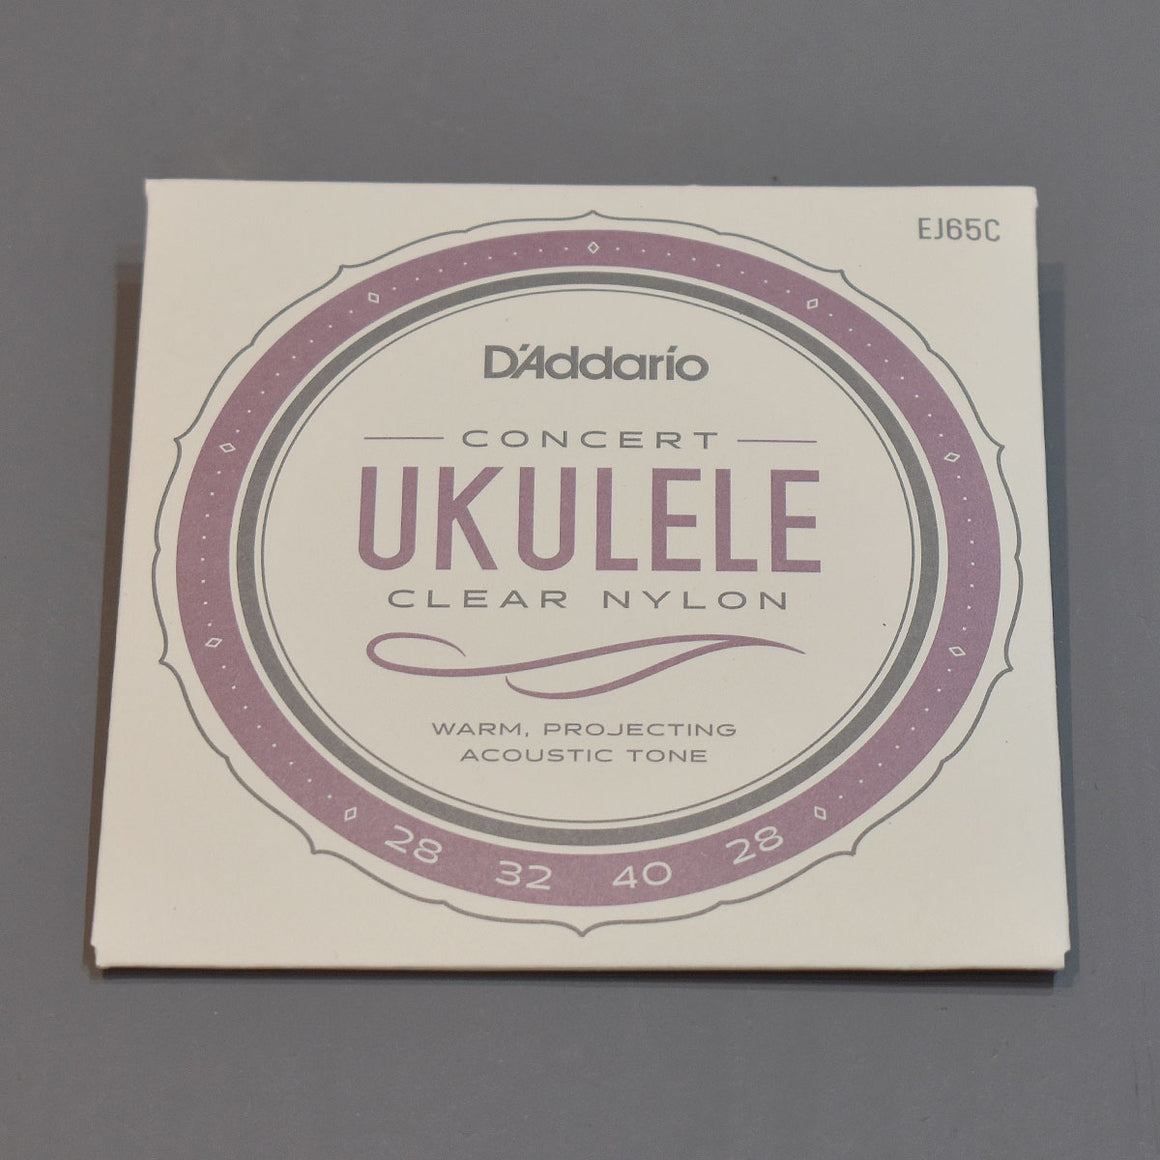 EJ65C
D'Addario
CONCERT
UKULELE
CLEAR NYLON
WARM, PROJECTING
ACOUSTIC TONE
28 32 40 28